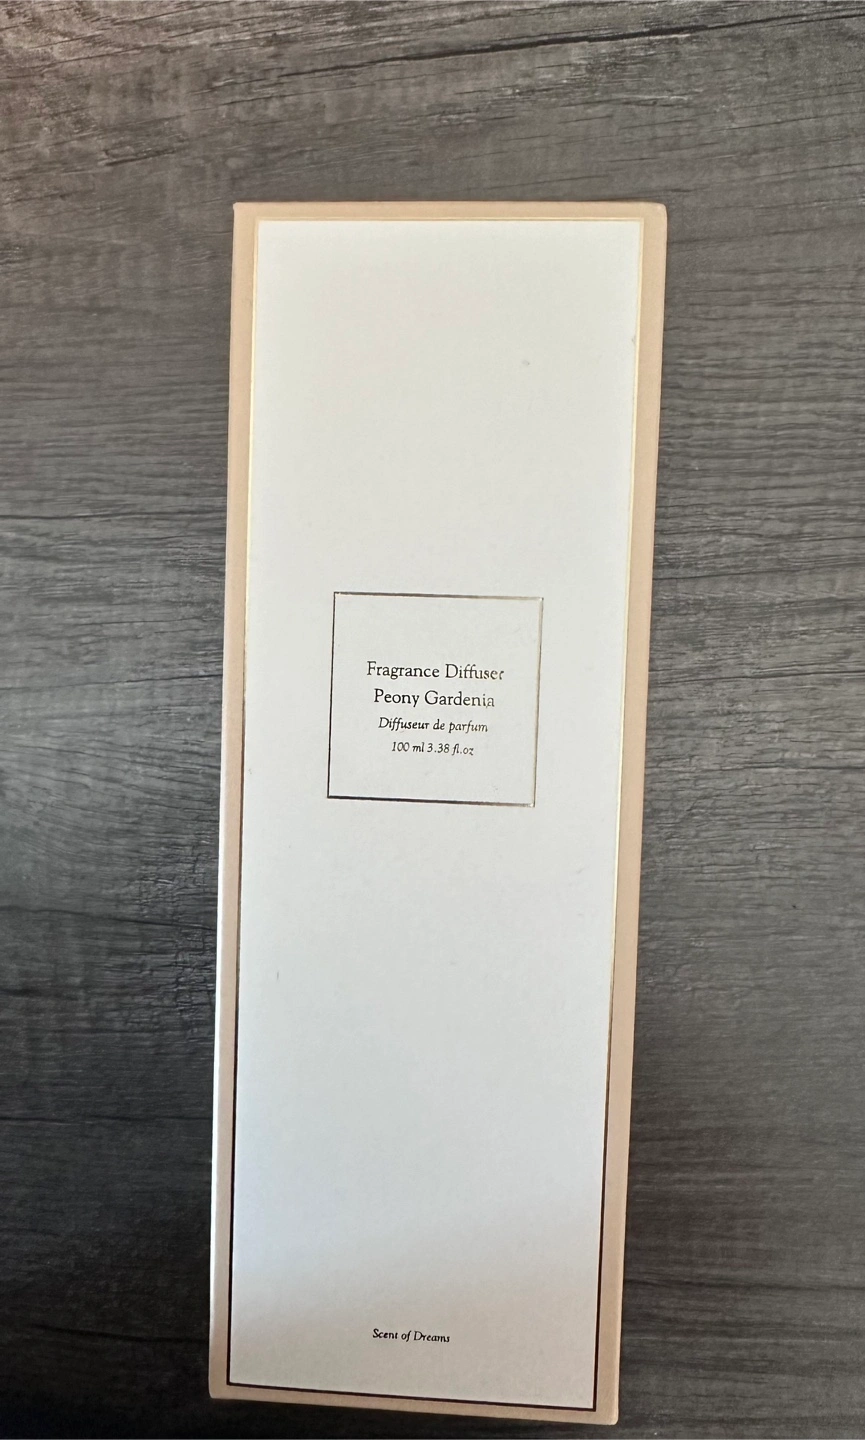 Fragrance Diffuser
Peony Gardenia
Diffuseur de parfum
100 ml 3.38 fl.oz
Scent of Dreams